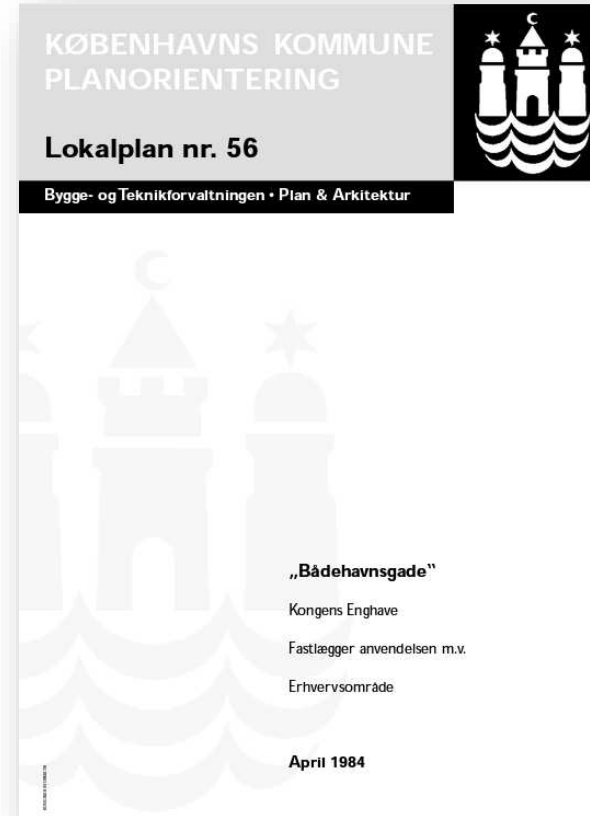 KØBENHAVNS KOMMUNE
PLANORIENTERING
Lokalplan nr. 56
Bygge- og Teknikforvaltningen • Plan & Arkitektur
„Bådehavnsgade‟
Kongens Enghave
Fastlægger anvendelsen m.v.
Erhvervsområde
April 1984